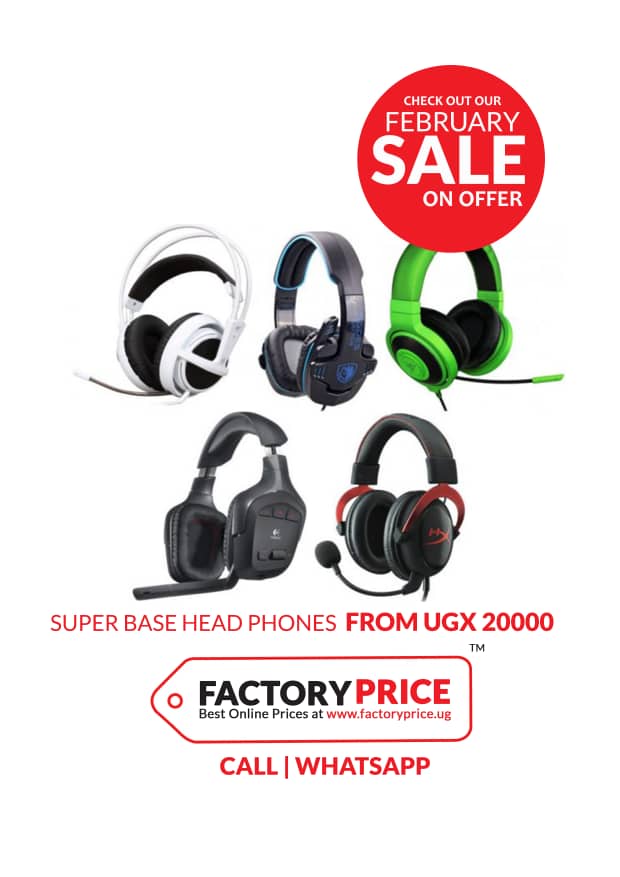 CHECK OUT OUR
FEBRUARY
SALE
ON OFFER
SUPER BASE HEAD PHONES FROM UGX 20000
TM
FACTORY PRICE
Best Online Prices at www.factoryprice.ug
CALL | WHATSAPP